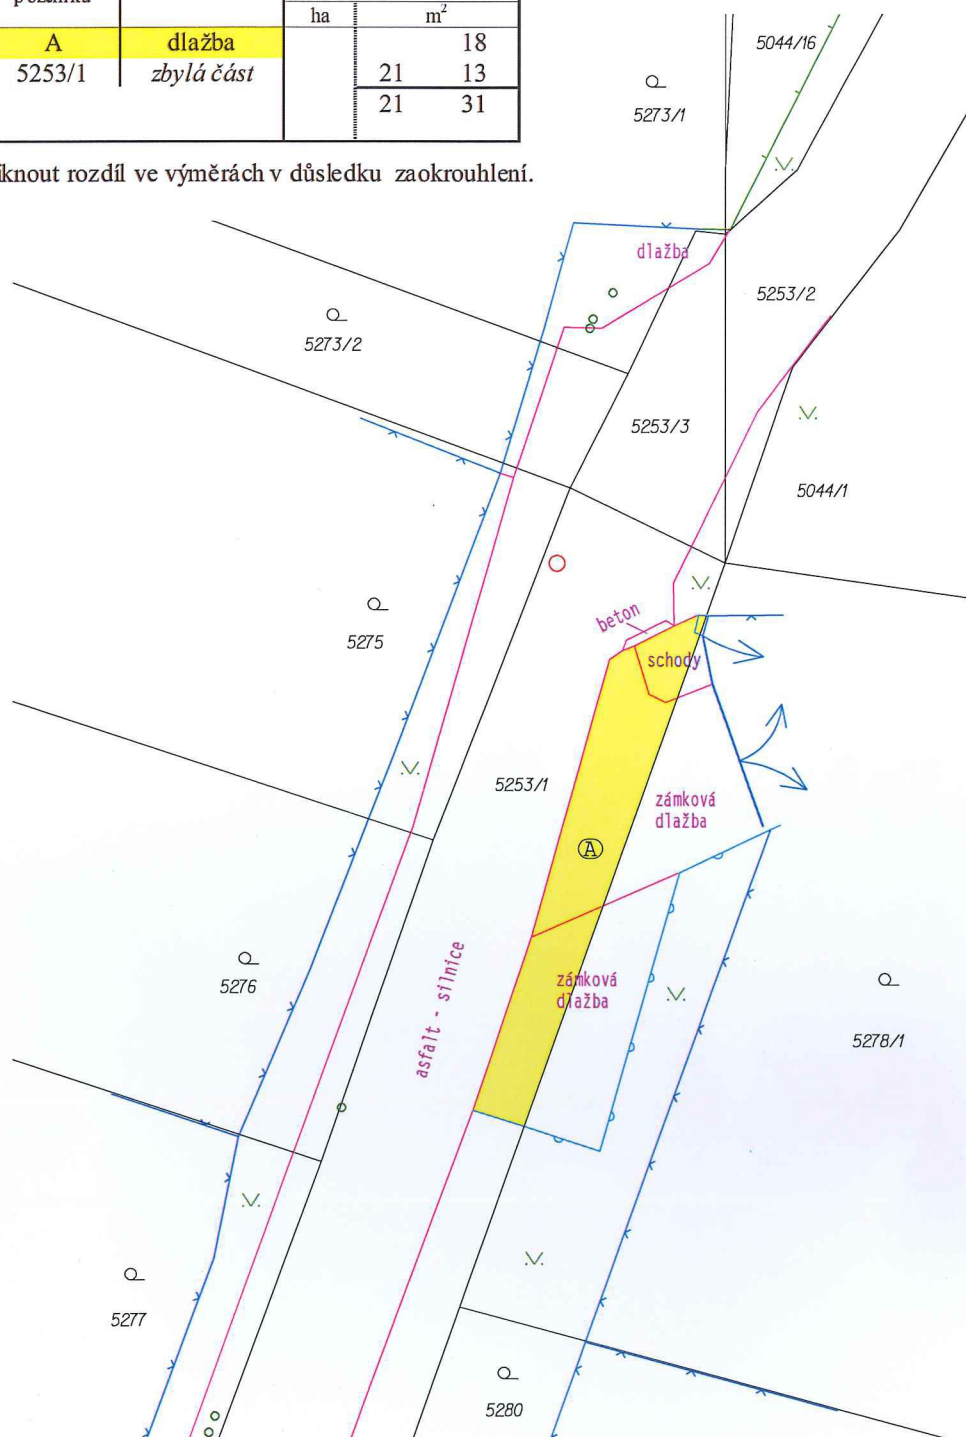 ha m²
A dlažba 18
5253/1 zbylá část 21 13
21 31
rozdíl ve výměrách v důsledku zaokrouhlení.
5044/16
5273/1
dlažba
5253/2
5273/2
5253/3
5044/1
beton
5275
schody
5253/1
zámková
dlažba
A
asfalt - silnice
5276
zámková
dlažba
5278/1
5277
5280